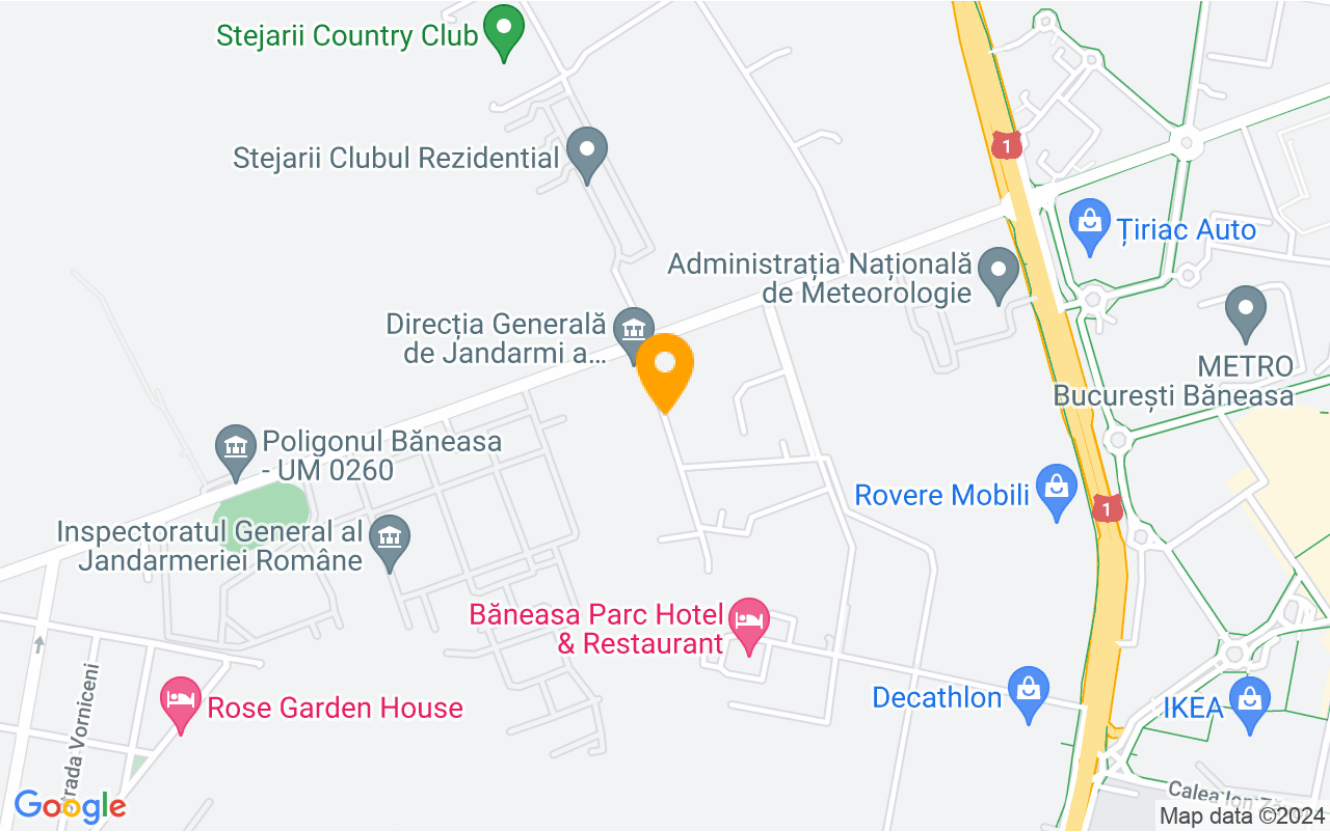 Stejarii Country Club
Stejarii Clubul Rezidential
1
Țiriac Auto
Administrația Națională
de Meteorologie
Direcția Generală
de Jandarmi a...
METRO
București Băneasa
Poligonul Băneasa
- UM 0260
Rovere Mobili
1
Inspectoratul General al
Jandarmeriei Române
Băneasa Parc Hotel
& Restaurant
Decathlon
IKEA
Rose Garden House
Strada Vorniceni
Google
Calea Ion
Map data ©2024